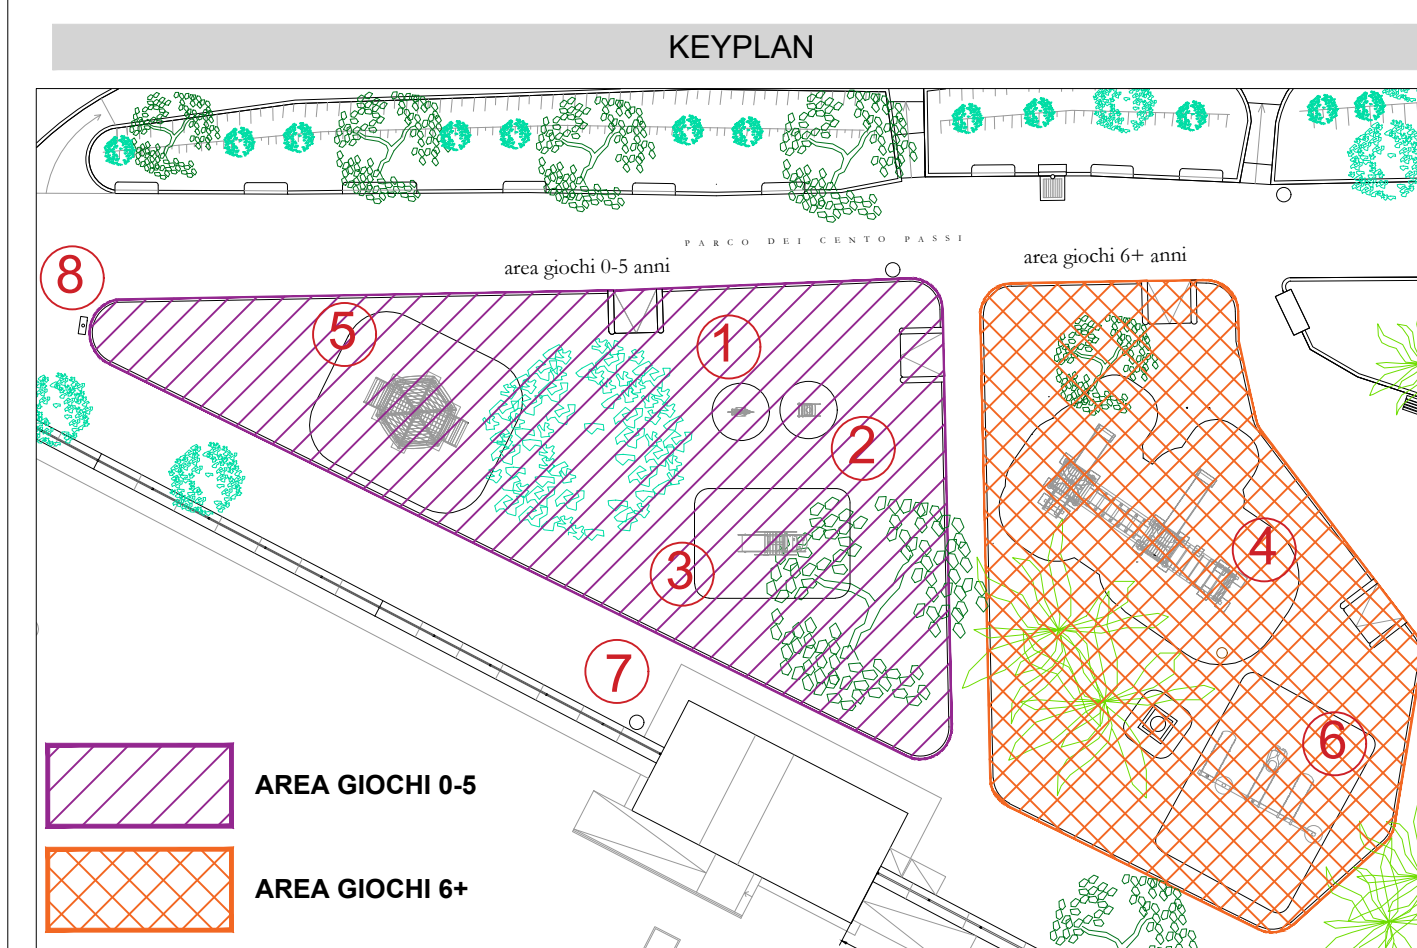 KEYPLAN
PARCO DEI CENTO PASSI
area giochi 0-5 anni
area giochi 6+ anni
8
5
1
2
3
4
7
6
AREA GIOCHI 0-5
AREA GIOCHI 6+